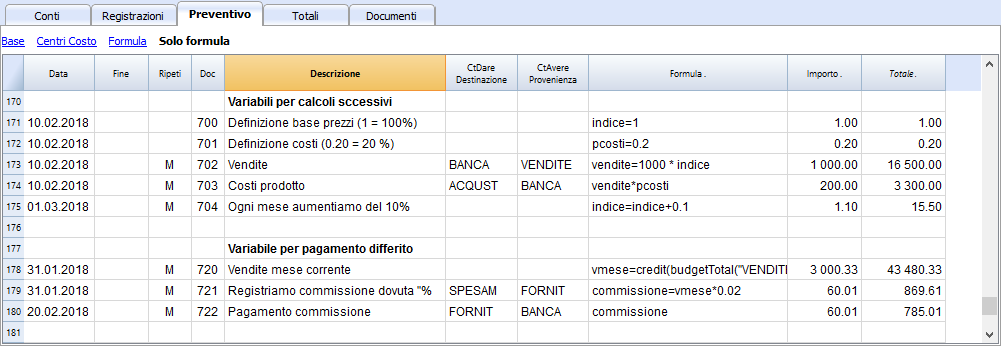 Conti Registrazioni Preventivo Totali Documenti
Base Centri Costo Formula Solo formula
Data Fine Ripeti Doc Descrizione CtDare Destinazione CtAvere Provenienza Formula . Importo . Totale .
170 Variabili per calcoli sccessivi
171 10.02.2018 700 Definizione base prezzi (1 = 100%) indice=1 1.00 1.00
172 10.02.2018 701 Definizione costi (0.20 = 20 %) pcosti=0.2 0.20 0.20
173 10.02.2018 M 702 Vendite BANCA VENDITE vendite=1000 * indice 1 000.00 16 500.00
174 10.02.2018 M 703 Costi prodotto ACQUST BANCA vendite*pcosti 200.00 3 300.00
175 01.03.2018 M 704 Ogni mese aumentiamo del 10% indice=indice+0.1 1.10 15.50
176
177 Variabile per pagamento differito
178 31.01.2018 M 720 Vendite mese corrente vmese=credit(budgetTotal("VENDITI 3 000.33 43 480.33
179 31.01.2018 M 721 Registriamo commissione dovuta "% SPESAM FORNIT commissione=vmese*0.02 60.01 869.61
180 20.02.2018 M 722 Pagamento commissione FORNIT BANCA commissione 60.01 785.01
181